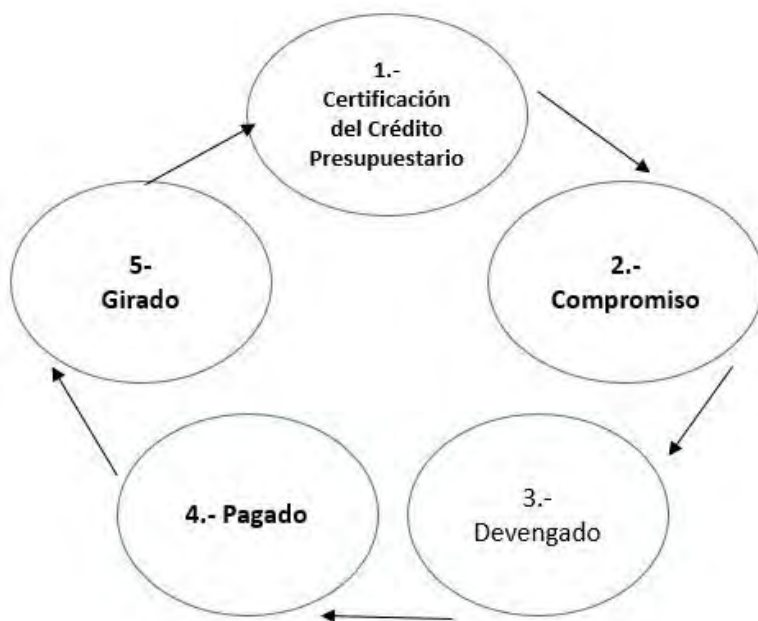 1.-
Certificación
del Crédito
Presupuestario
2.-
Compromiso
3.-
Devengado
4.- Pagado
5-
Girado